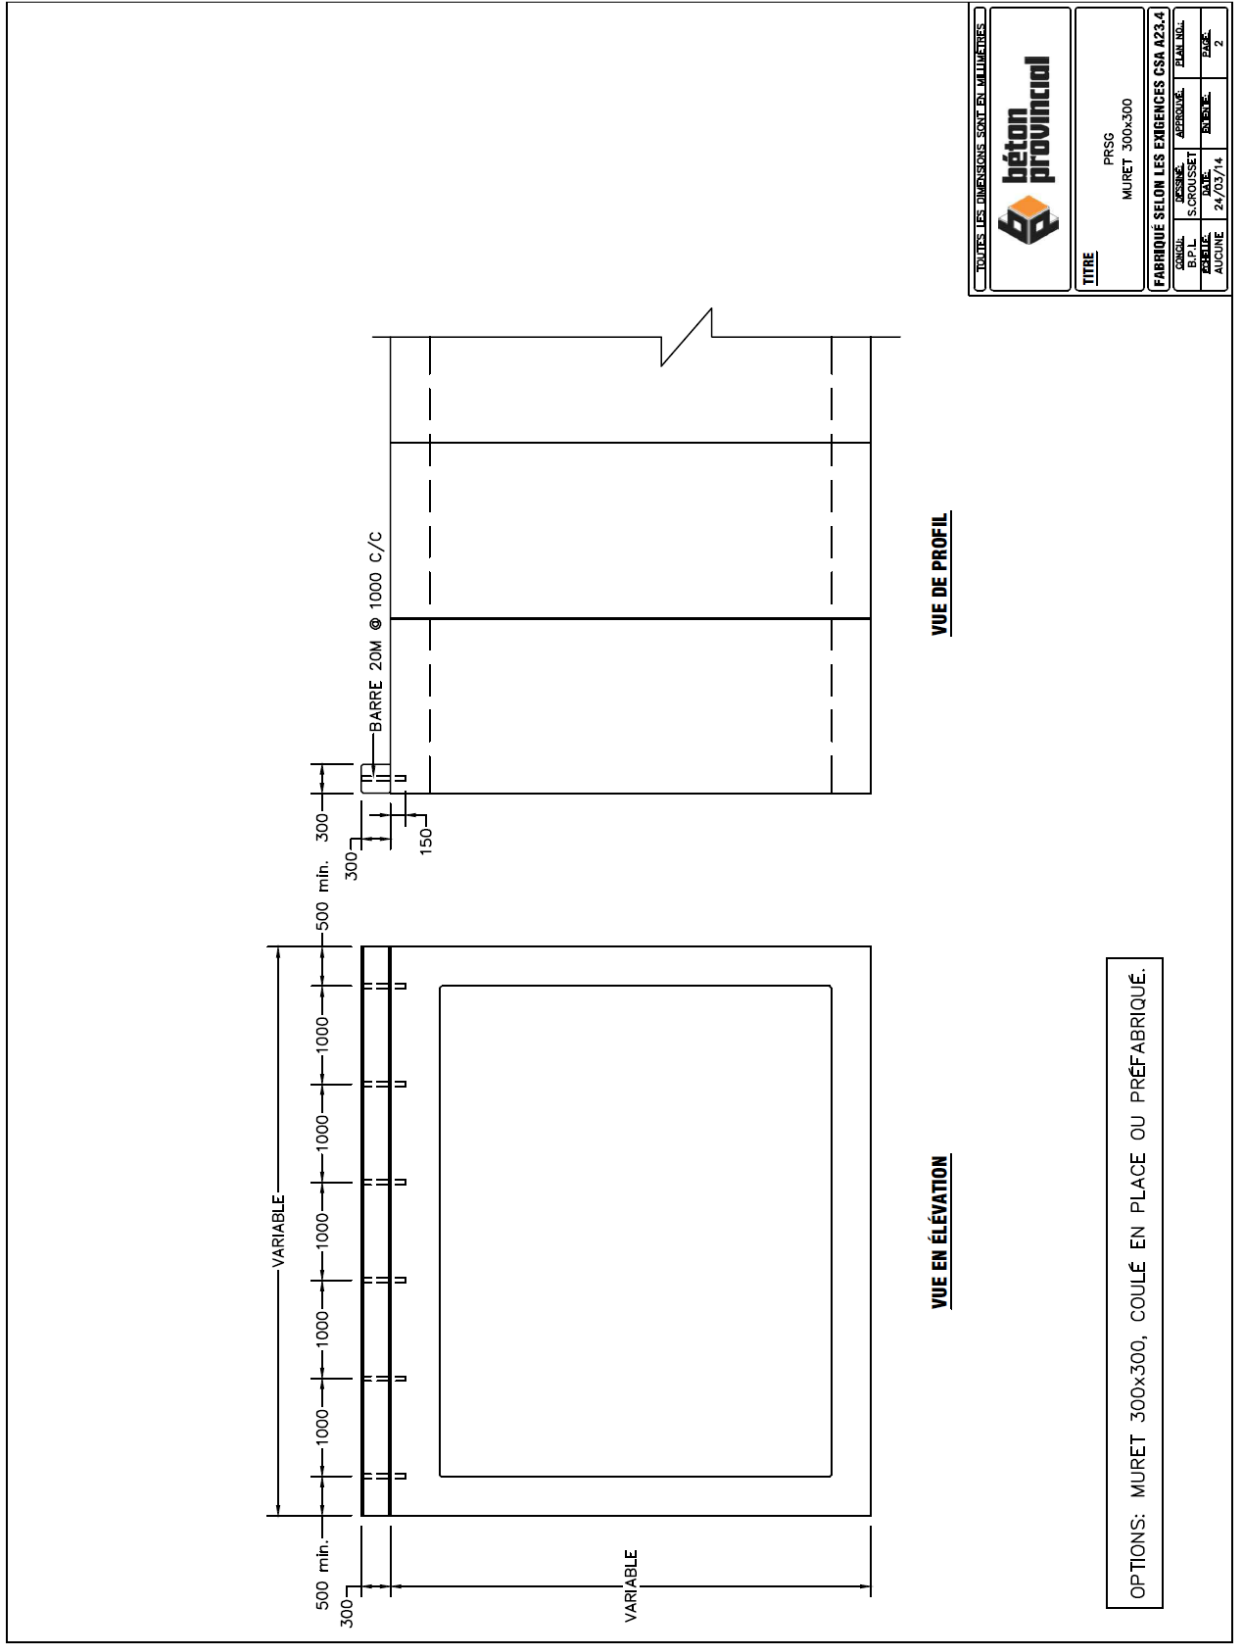 VARIABLE
500 min.
1000
1000
1000
1000
1000
500 min.
300
300
VARIABLE
300
150
BARRE 20M @ 1000 C/C
VUE EN ÉLÉVATION
VUE DE PROFIL
OPTIONS: MURET 300x300, COULÉ EN PLACE OU PRÉFABRIQUÉ.
TOUTES LES DIMENSIONS SONT EN MILLIMÈTRES
béton
provincial
TITRE
PRSG
MURET 300x300
FABRIQUÉ SELON LES EXIGENCES CSA A23.4
CONCU: DESSINÉ: APPROUVÉ: PLAN NO.:
B.P.L. S.CROUSSET
ÉCHELLE: DATE: ENTENTE: PAGE:
AUCUNE 24/03/14 2